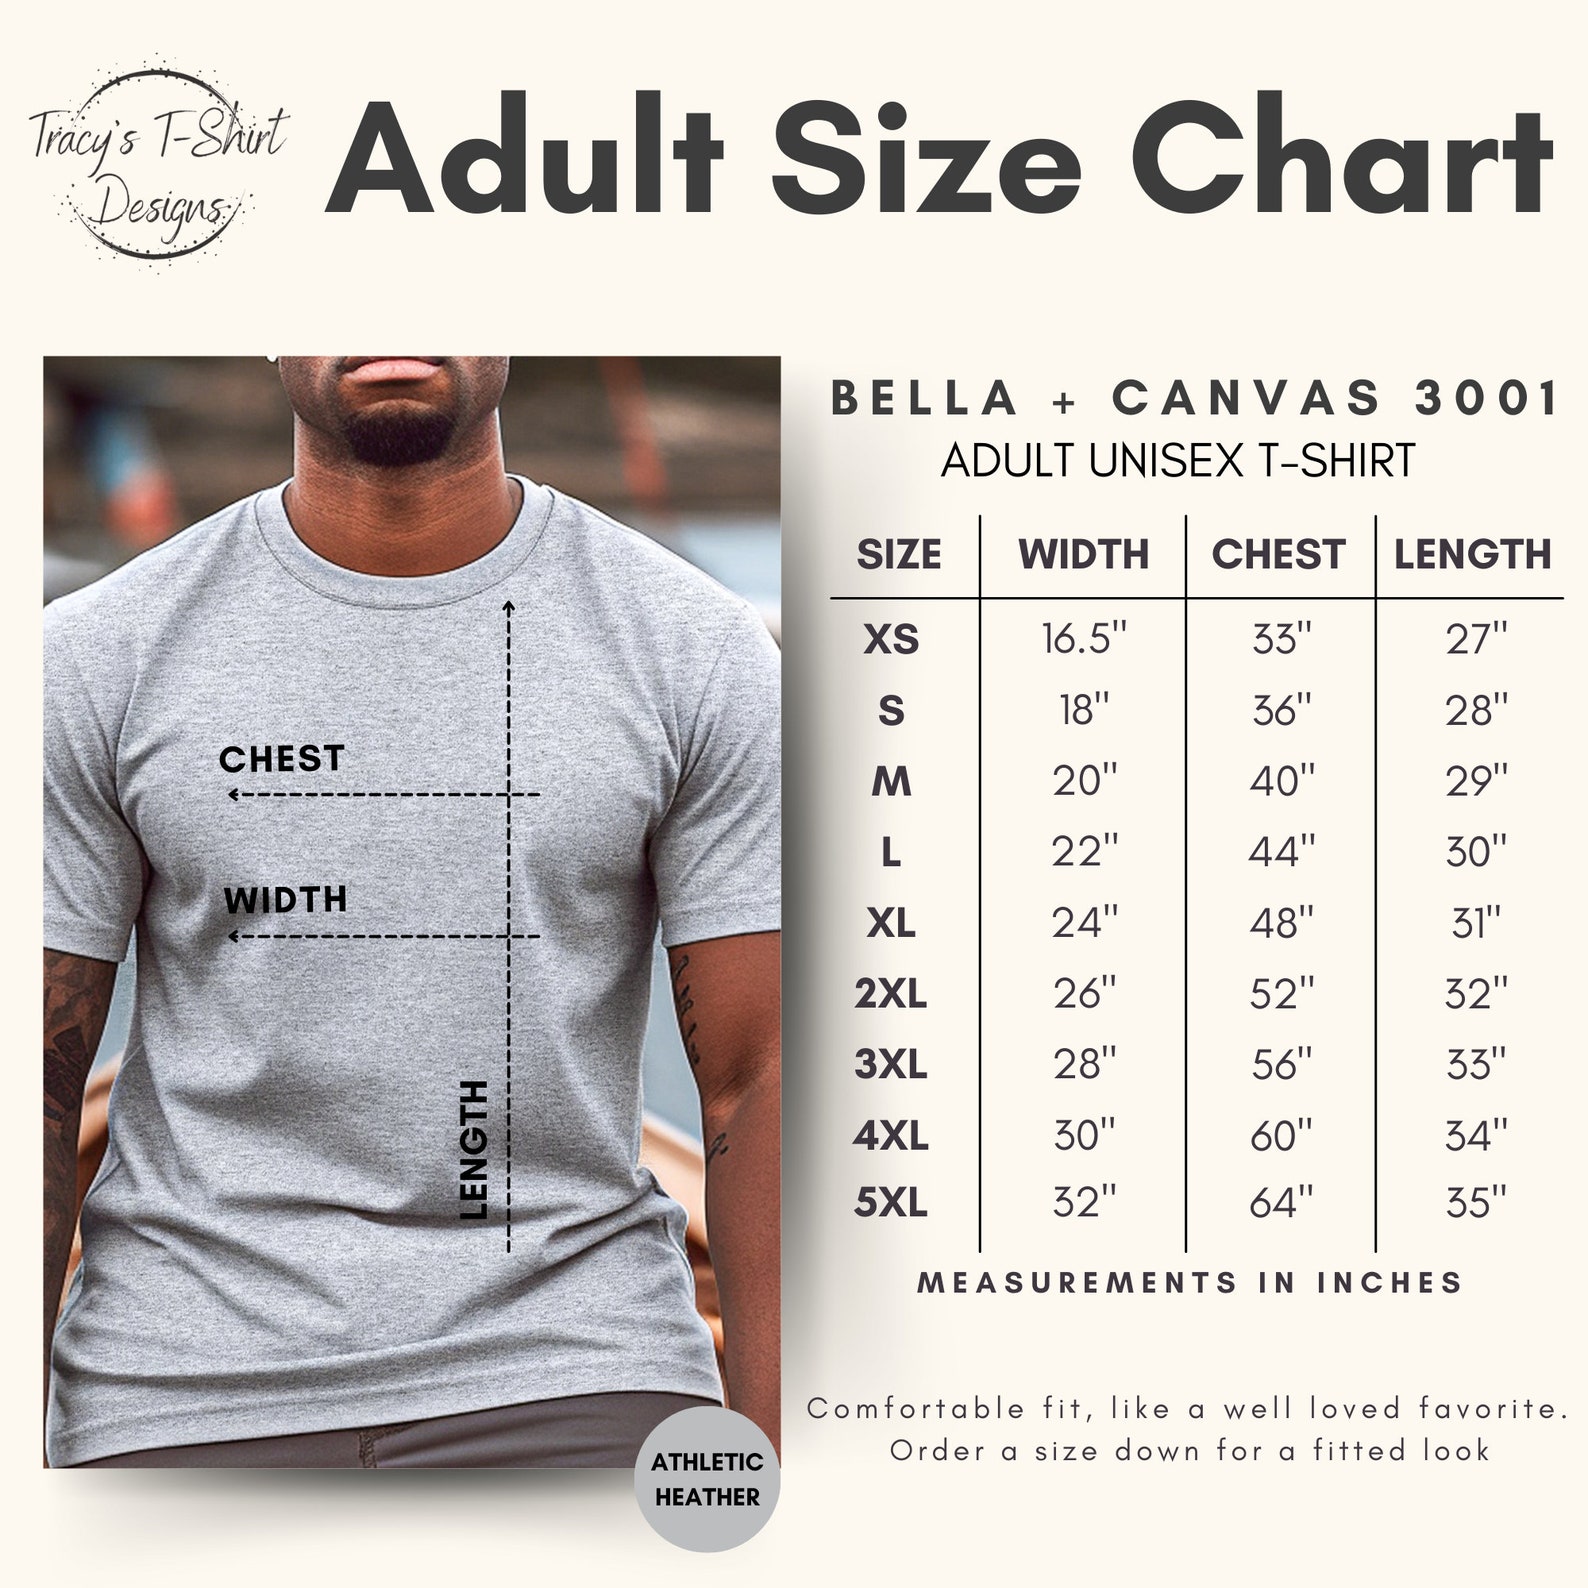 Tracy's T-Shirt
Designs
Adult Size Chart
BELLA + CANVAS 3001
ADULT UNISEX T-SHIRT
SIZE WIDTH CHEST LENGTH
XS 16.5" 33" 27"
S 18" 36" 28"
M 20" 40" 29"
L 22" 44" 30"
XL 24" 48" 31"
2XL 26" 52" 32"
3XL 28" 56" 33"
4XL 30" 60" 34"
5XL 32" 64" 35"
MEASUREMENTS IN INCHES
Comfortable fit, like a well loved favorite.
Order a size down for a fitted look
CHEST
WIDTH
LENGTH
ATHLETIC
HEATHER